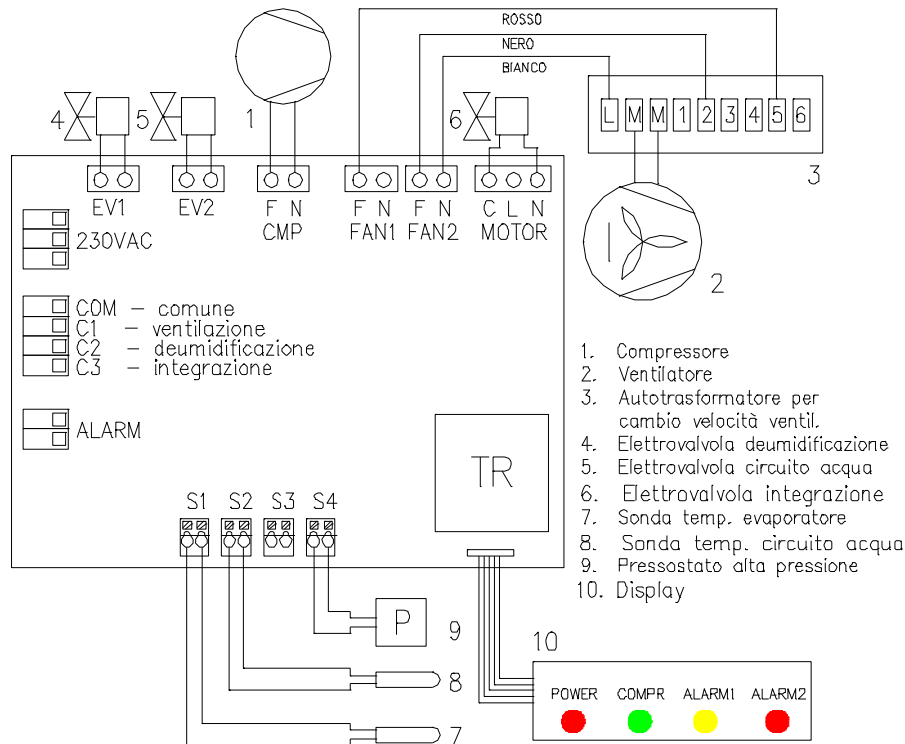 ROSSO
NERO
BIANCO
1
4
5
6
L M M 1 2 3 4 5 6
3
EV1
EV2
F N
CMP
F N
FAN1
F N
FAN2
C L N
MOTOR
2
230VAC
COM – comune
C1 – ventilazione
C2 – deumidificazione
C3 – integrazione
ALARM
TR
S1 S2 S3 S4
1. Compressore
2. Ventilatore
3. Autotrasformatore per
cambio velocità ventil.
4. Elettrovalvola deumidificazione
5. Elettrovalvola circuito acqua
6. Elettrovalvola integrazione
7. Sonda temp. evaporatore
8. Sonda temp. circuito acqua
9. Pressostato alta pressione
10. Display
P
9
8
7
10
POWER COMPR ALARM1 ALARM2